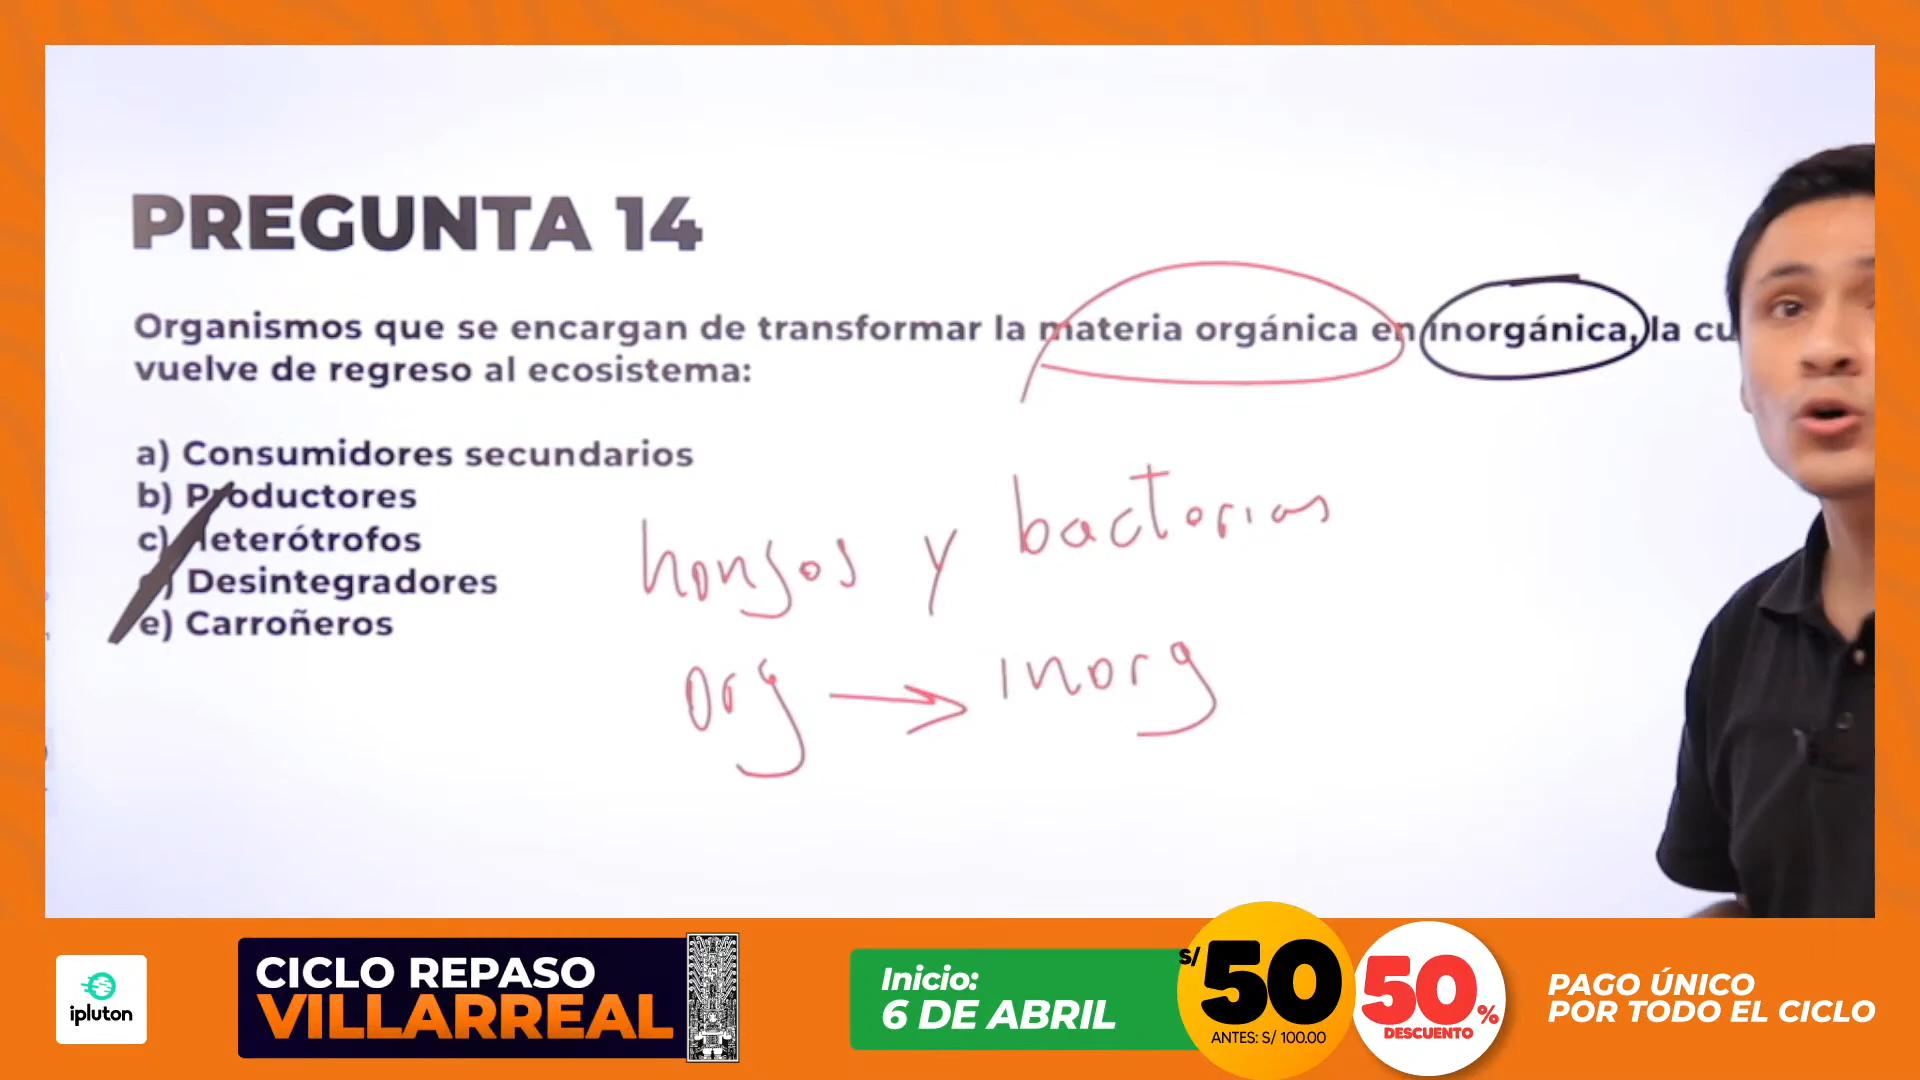 PREGUNTA 14
Organismos que se encargan de transformar la materia orgánica en inorgánica, la cu
vuelve de regreso al ecosistema:
a) Consumidores secundarios
b) Productores
c) Heterótrofos
Desintegradores
e) Carroñeros
hongos y bacterias
org → inorg
ipluton
CICLO REPASO
VILLARREAL
Inicio:
6 DE ABRIL
S/ 50
ANTES: S/ 100.00
50%
DESCUENTO
PAGO ÚNICO
POR TODO EL CICLO